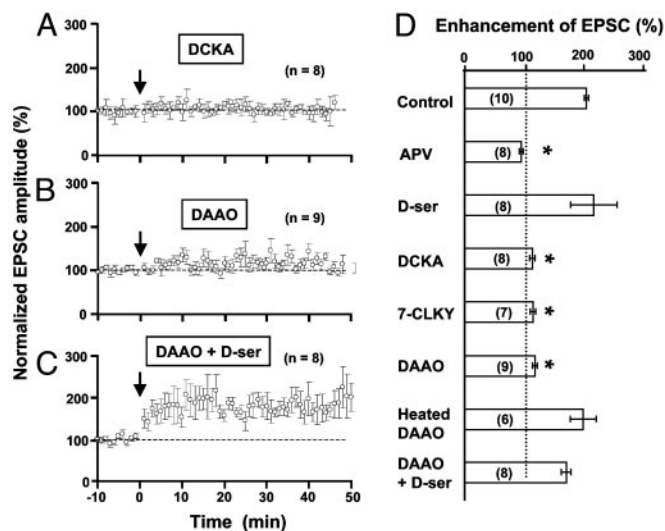 A
DCKA
(n = 8)
300
200
100
0
B
DAAO
(n = 9)
300
200
100
0
C
DAAO + D-ser
(n = 8)
300
200
100
0
-10 0 10 20 30 40 50
Time (min)
Normalized EPSC amplitude (%)
D
Enhancement of EPSC (%)
0 100 200 300
Control (10)
APV (8) *
D-ser (8)
DCKA (8) *
7-CLKY (7) *
DAAO (9) *
Heated
DAAO (6)
DAAO
+ D-ser (8)